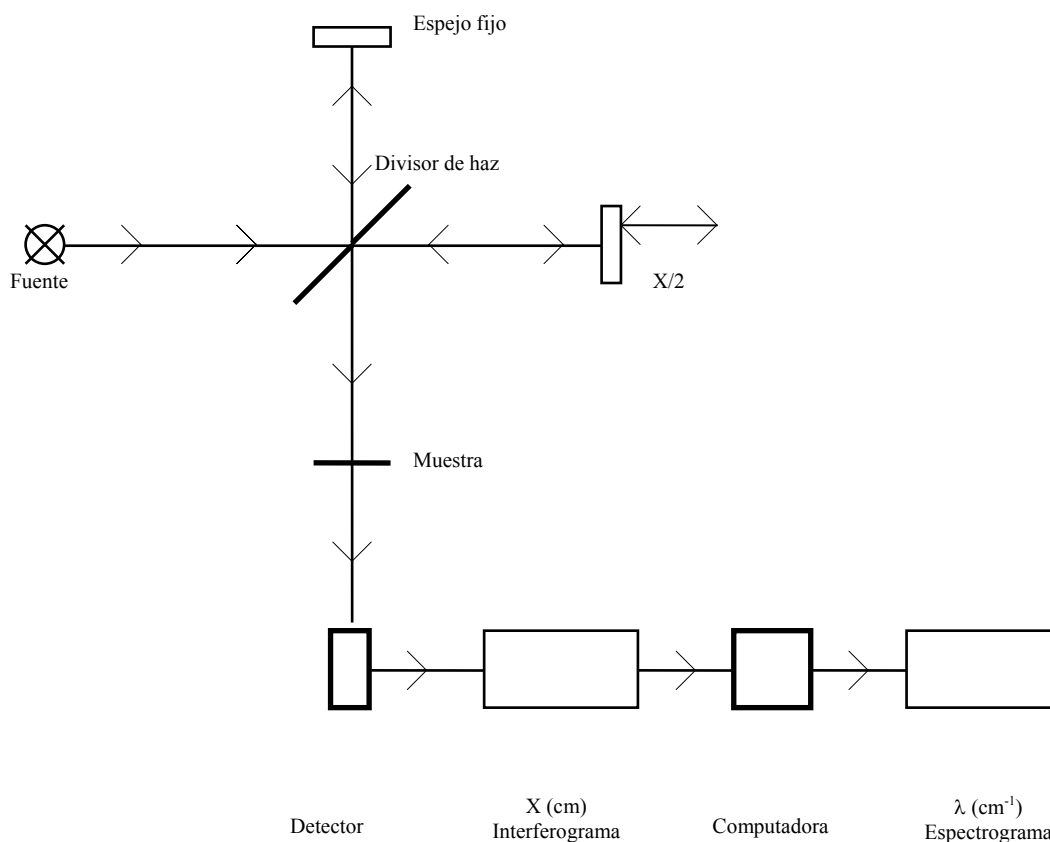 Espejo fijo
Divisor de haz
Fuente
X/2
Muestra
Detector
X (cm)
Interferograma
Computadora
λ (cm⁻¹)
Espectrograma